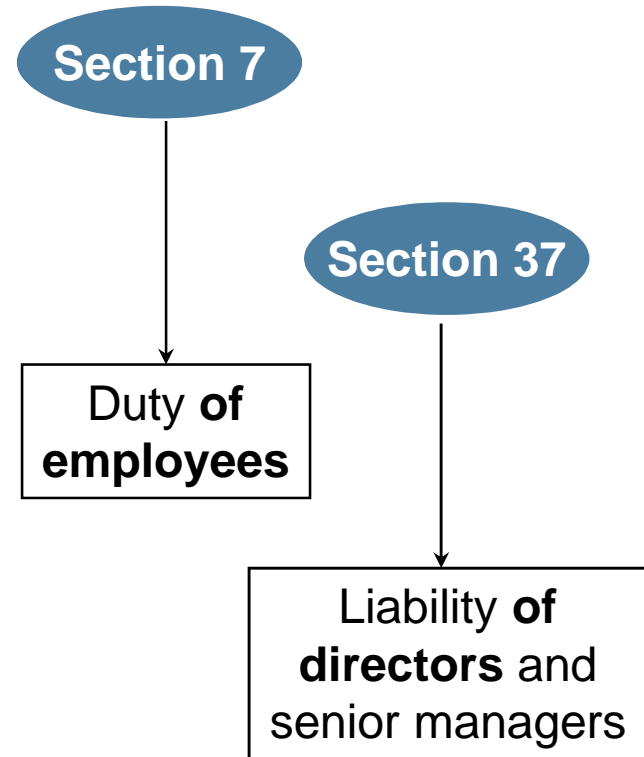 Section 7
Section 37
Duty of
employees
Liability of
directors and
senior managers